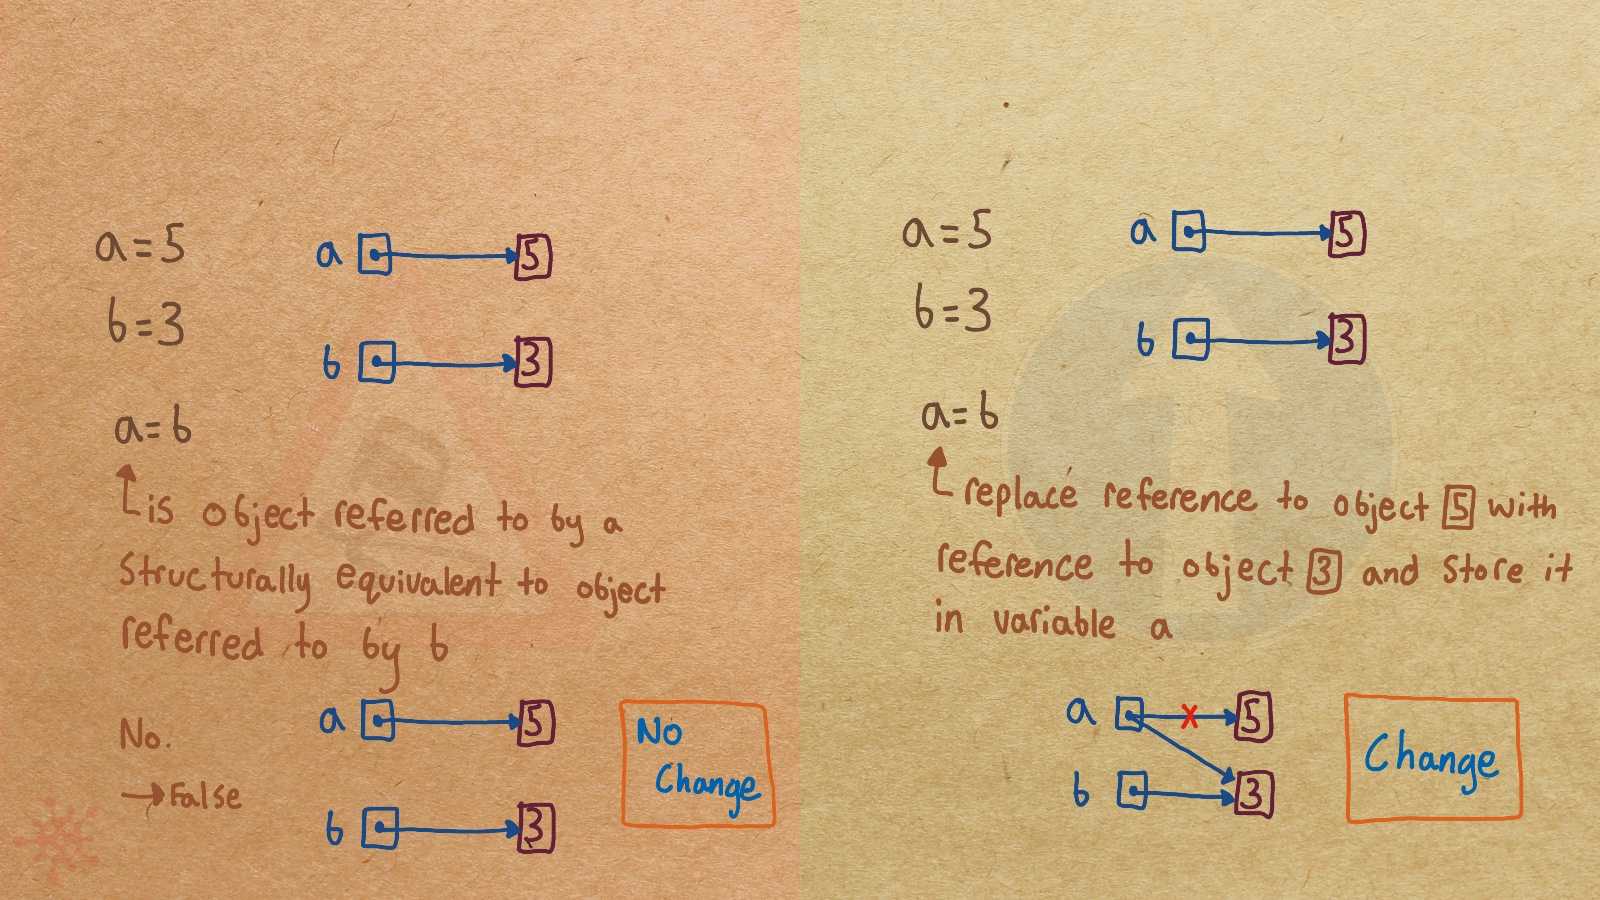 a=5
a 5
b=3
b 3
a=b
is object referred to by a
structurally equivalent to object
referred to by b
a 5
No.
No
Change
False
b 3
a=5
a 5
b=3
b 3
a=b
replace reference to object 5 with
reference to object 3 and store it
in variable a
a 5
b 3
Change